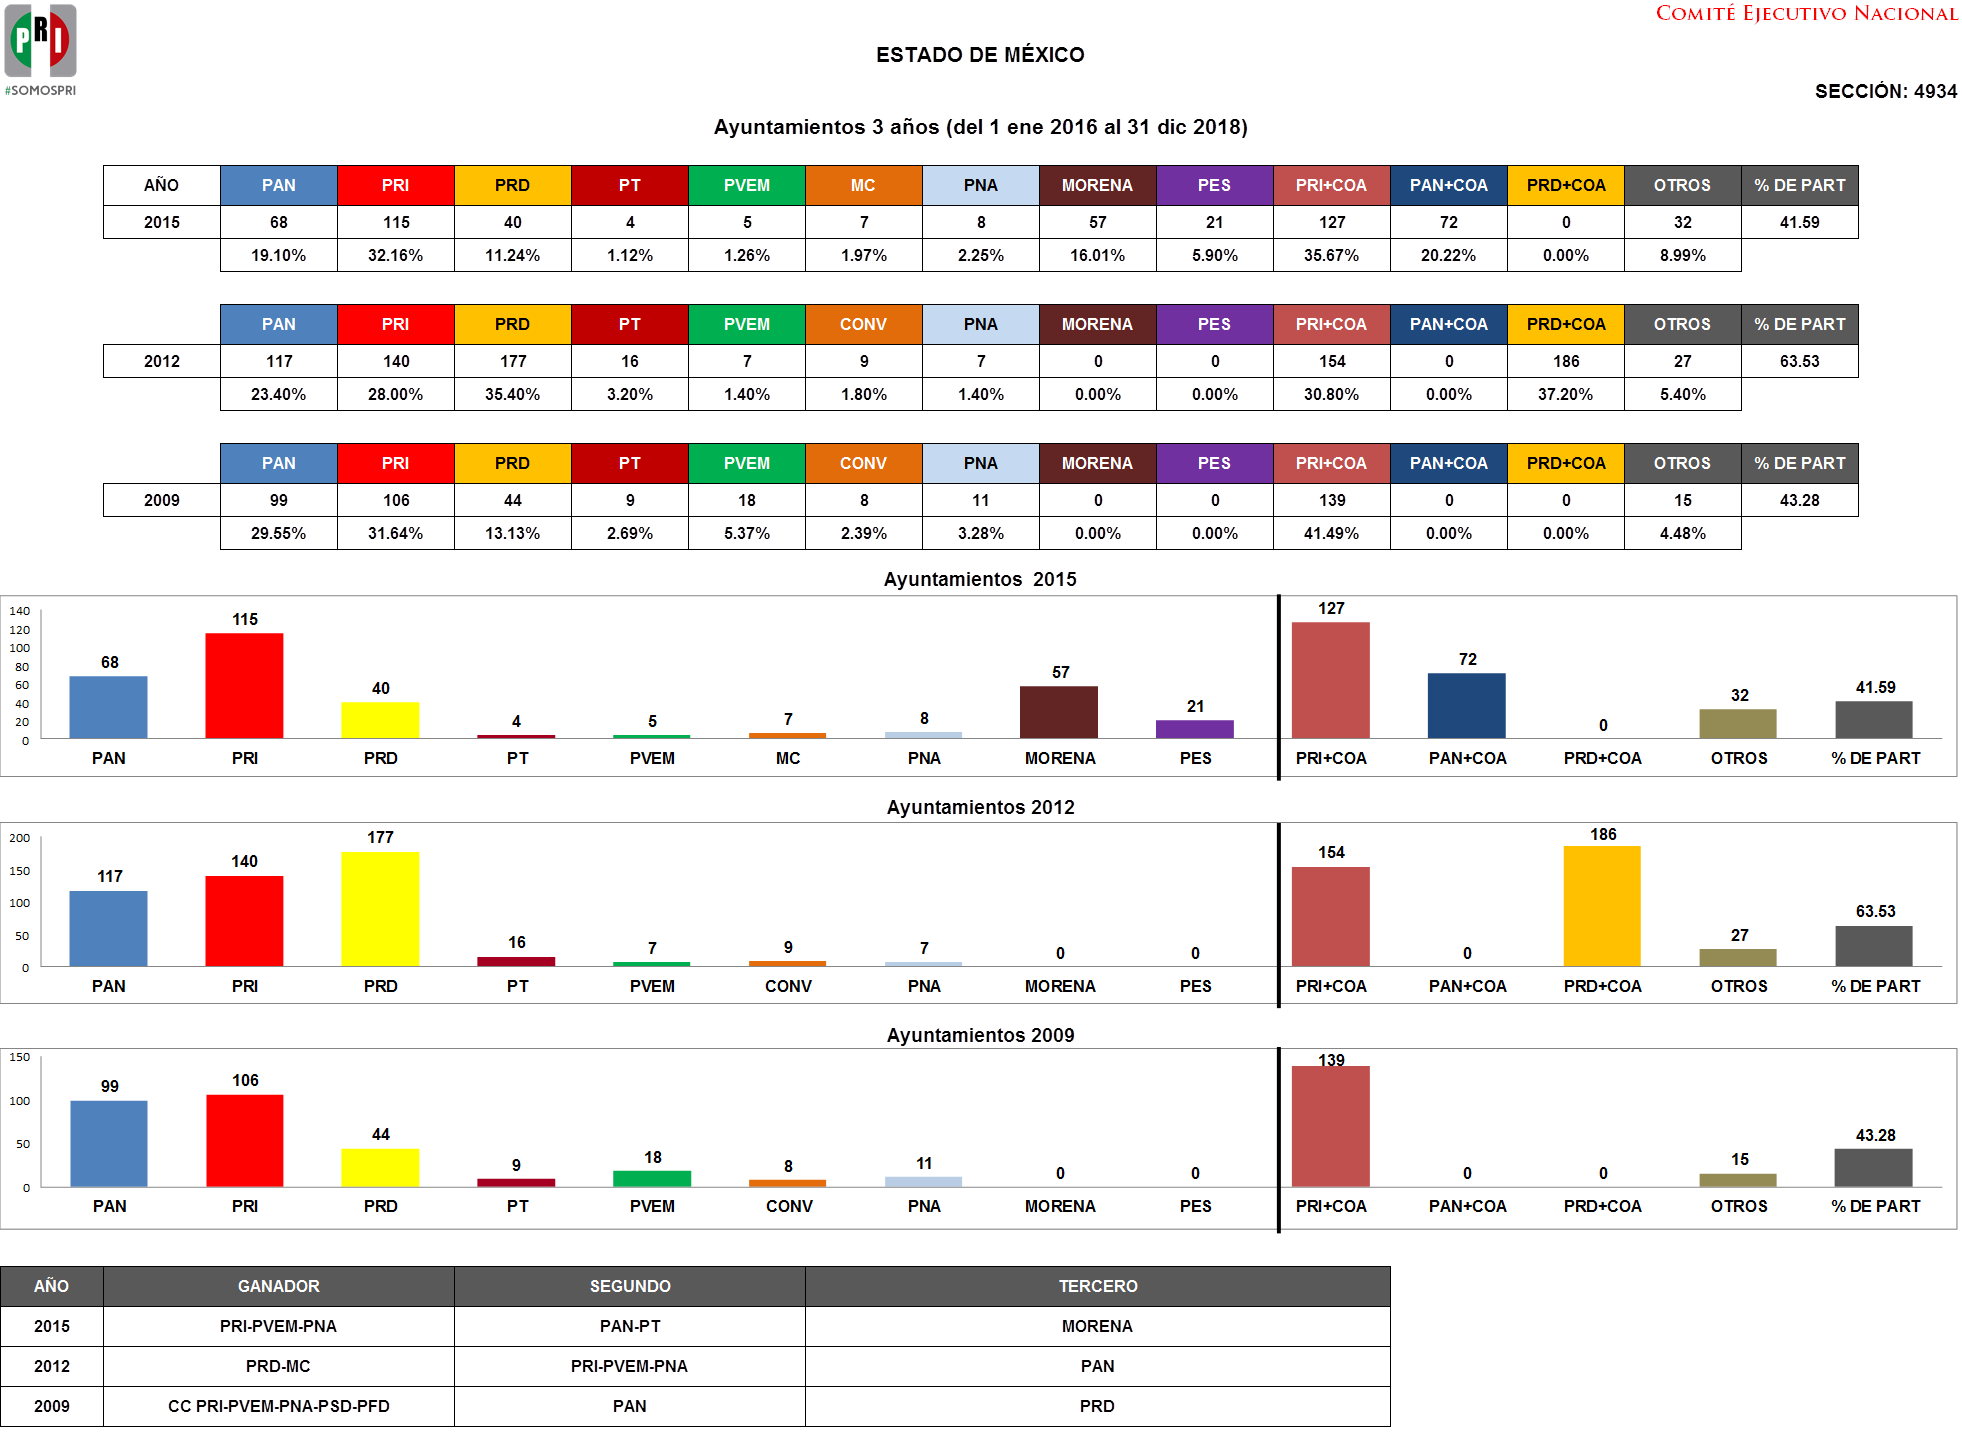 PRI
#SOMOSPRI
COMITÉ EJECUTIVO NACIONAL
ESTADO DE MÉXICO
SECCIÓN: 4934
Ayuntamientos 3 años (del 1 ene 2016 al 31 dic 2018)
AÑO PAN PRI PRD PT PVEM MC PNA MORENA PES PRI+COA PAN+COA PRD+COA OTROS % DE PART
2015 68 115 40 4 5 7 8 57 21 127 72 0 32 41.59
19.10% 32.16% 11.24% 1.12% 1.26% 1.97% 2.25% 16.01% 5.90% 35.67% 20.22% 0.00% 8.99%
PAN PRI PRD PT PVEM CONV PNA MORENA PES PRI+COA PAN+COA PRD+COA OTROS % DE PART
2012 117 140 177 16 7 9 7 0 0 154 0 186 27 63.53
23.40% 28.00% 35.40% 3.20% 1.40% 1.80% 1.40% 0.00% 0.00% 30.80% 0.00% 37.20% 5.40%
PAN PRI PRD PT PVEM CONV PNA MORENA PES PRI+COA PAN+COA PRD+COA OTROS % DE PART
2009 99 106 44 9 18 8 11 0 0 139 0 0 15 43.28
29.55% 31.64% 13.13% 2.69% 5.37% 2.39% 3.28% 0.00% 0.00% 41.49% 0.00% 0.00% 4.48%
Ayuntamientos 2015
140
120
100
80
60
40
20
0
68 115 40 4 5 7 8 57 21 127 72 0 32 41.59
PAN PRI PRD PT PVEM MC PNA MORENA PES PRI+COA PAN+COA PRD+COA OTROS % DE PART
Ayuntamientos 2012
200
150
100
50
0
117 140 177 16 7 9 7 0 0 154 0 186 27 63.53
PAN PRI PRD PT PVEM CONV PNA MORENA PES PRI+COA PAN+COA PRD+COA OTROS % DE PART
Ayuntamientos 2009
150
100
50
0
99 106 44 9 18 8 11 0 0 139 0 0 15 43.28
PAN PRI PRD PT PVEM CONV PNA MORENA PES PRI+COA PAN+COA PRD+COA OTROS % DE PART
AÑO GANADOR SEGUNDO TERCERO
2015 PRI-PVEM-PNA PAN-PT MORENA
2012 PRD-MC PRI-PVEM-PNA PAN
2009 CC PRI-PVEM-PNA-PSD-PFD PAN PRD